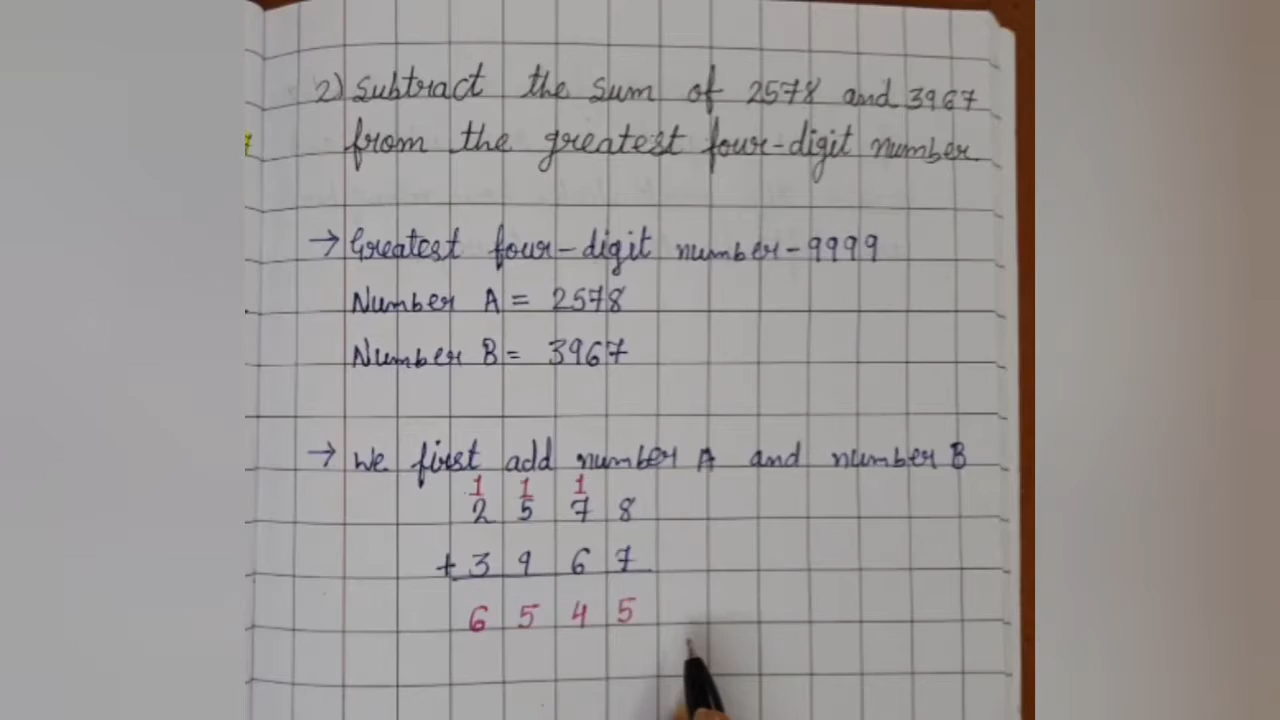 2) Subtract the sum of 2578 and 3967
from the greatest four-digit number
→ Greatest four-digit number-9999
Number A = 2578
Number B = 3967
→ We first add number A and number B
1 1 1
2 5 7 8
+ 3 9 6 7
6 5 4 5